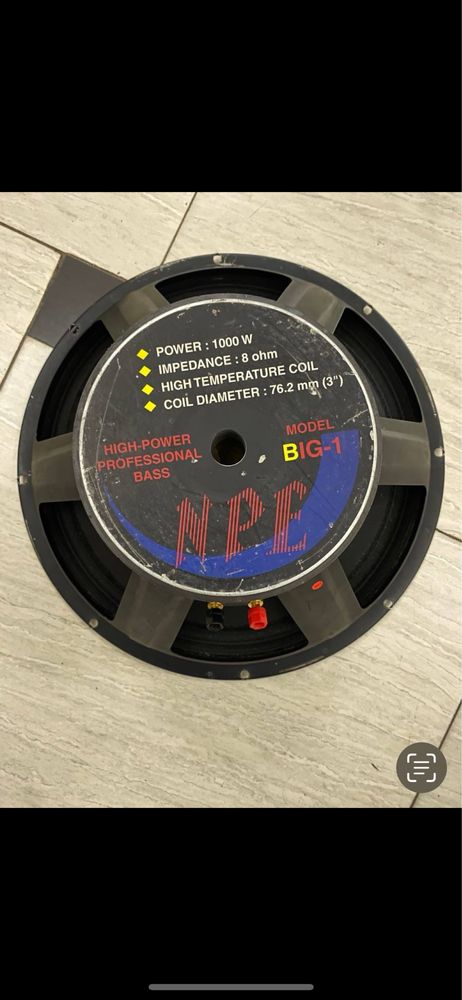 POWER : 1000 W
IMPEDANCE : 8 ohm
HIGH TEMPERATURE COIL
COIL DIAMETER : 76.2 mm (3")
HIGH-POWER
PROFESSIONAL
BASS
MODEL
BIG-1
NPE